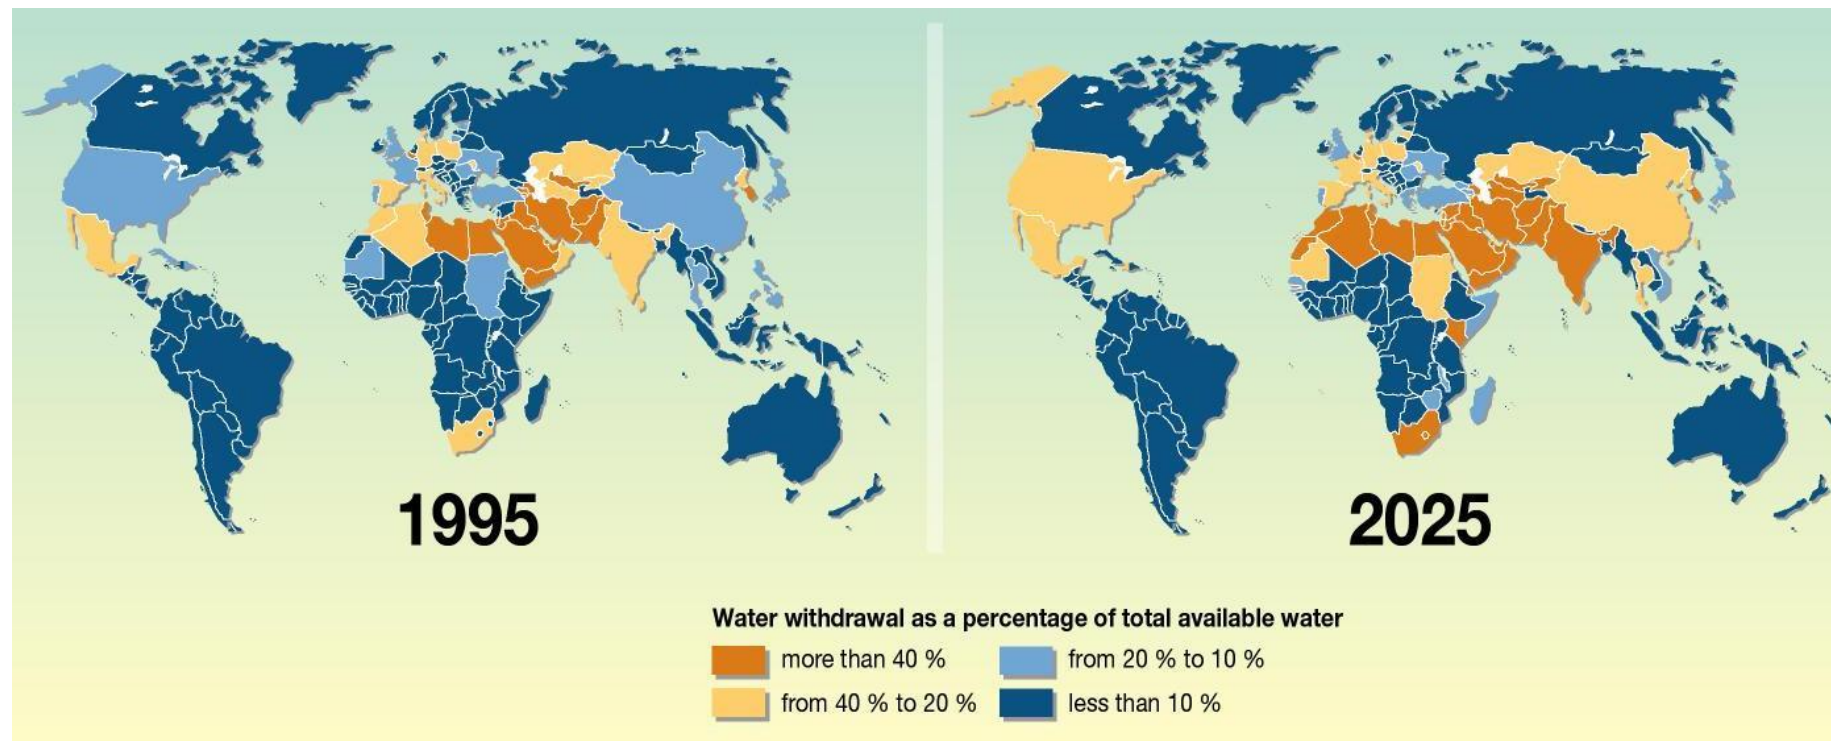 1995
2025
Water withdrawal as a percentage of total available water
more than 40 %
from 20 % to 10 %
from 40 % to 20 %
less than 10 %